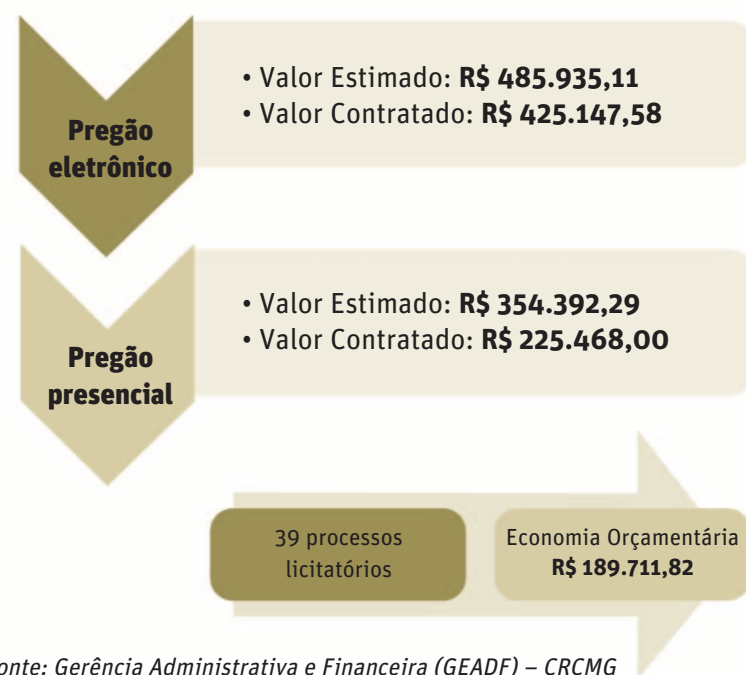 Pregão
eletrônico
• Valor Estimado: R$ 485.935,11
• Valor Contratado: R$ 425.147,58
Pregão
presencial
• Valor Estimado: R$ 354.392,29
• Valor Contratado: R$ 225.468,00
39 processos
licitatórios
Economia Orçamentária
R$ 189.711,82
onte: Gerência Administrativa e Financeira (GEADF) – CRCMG